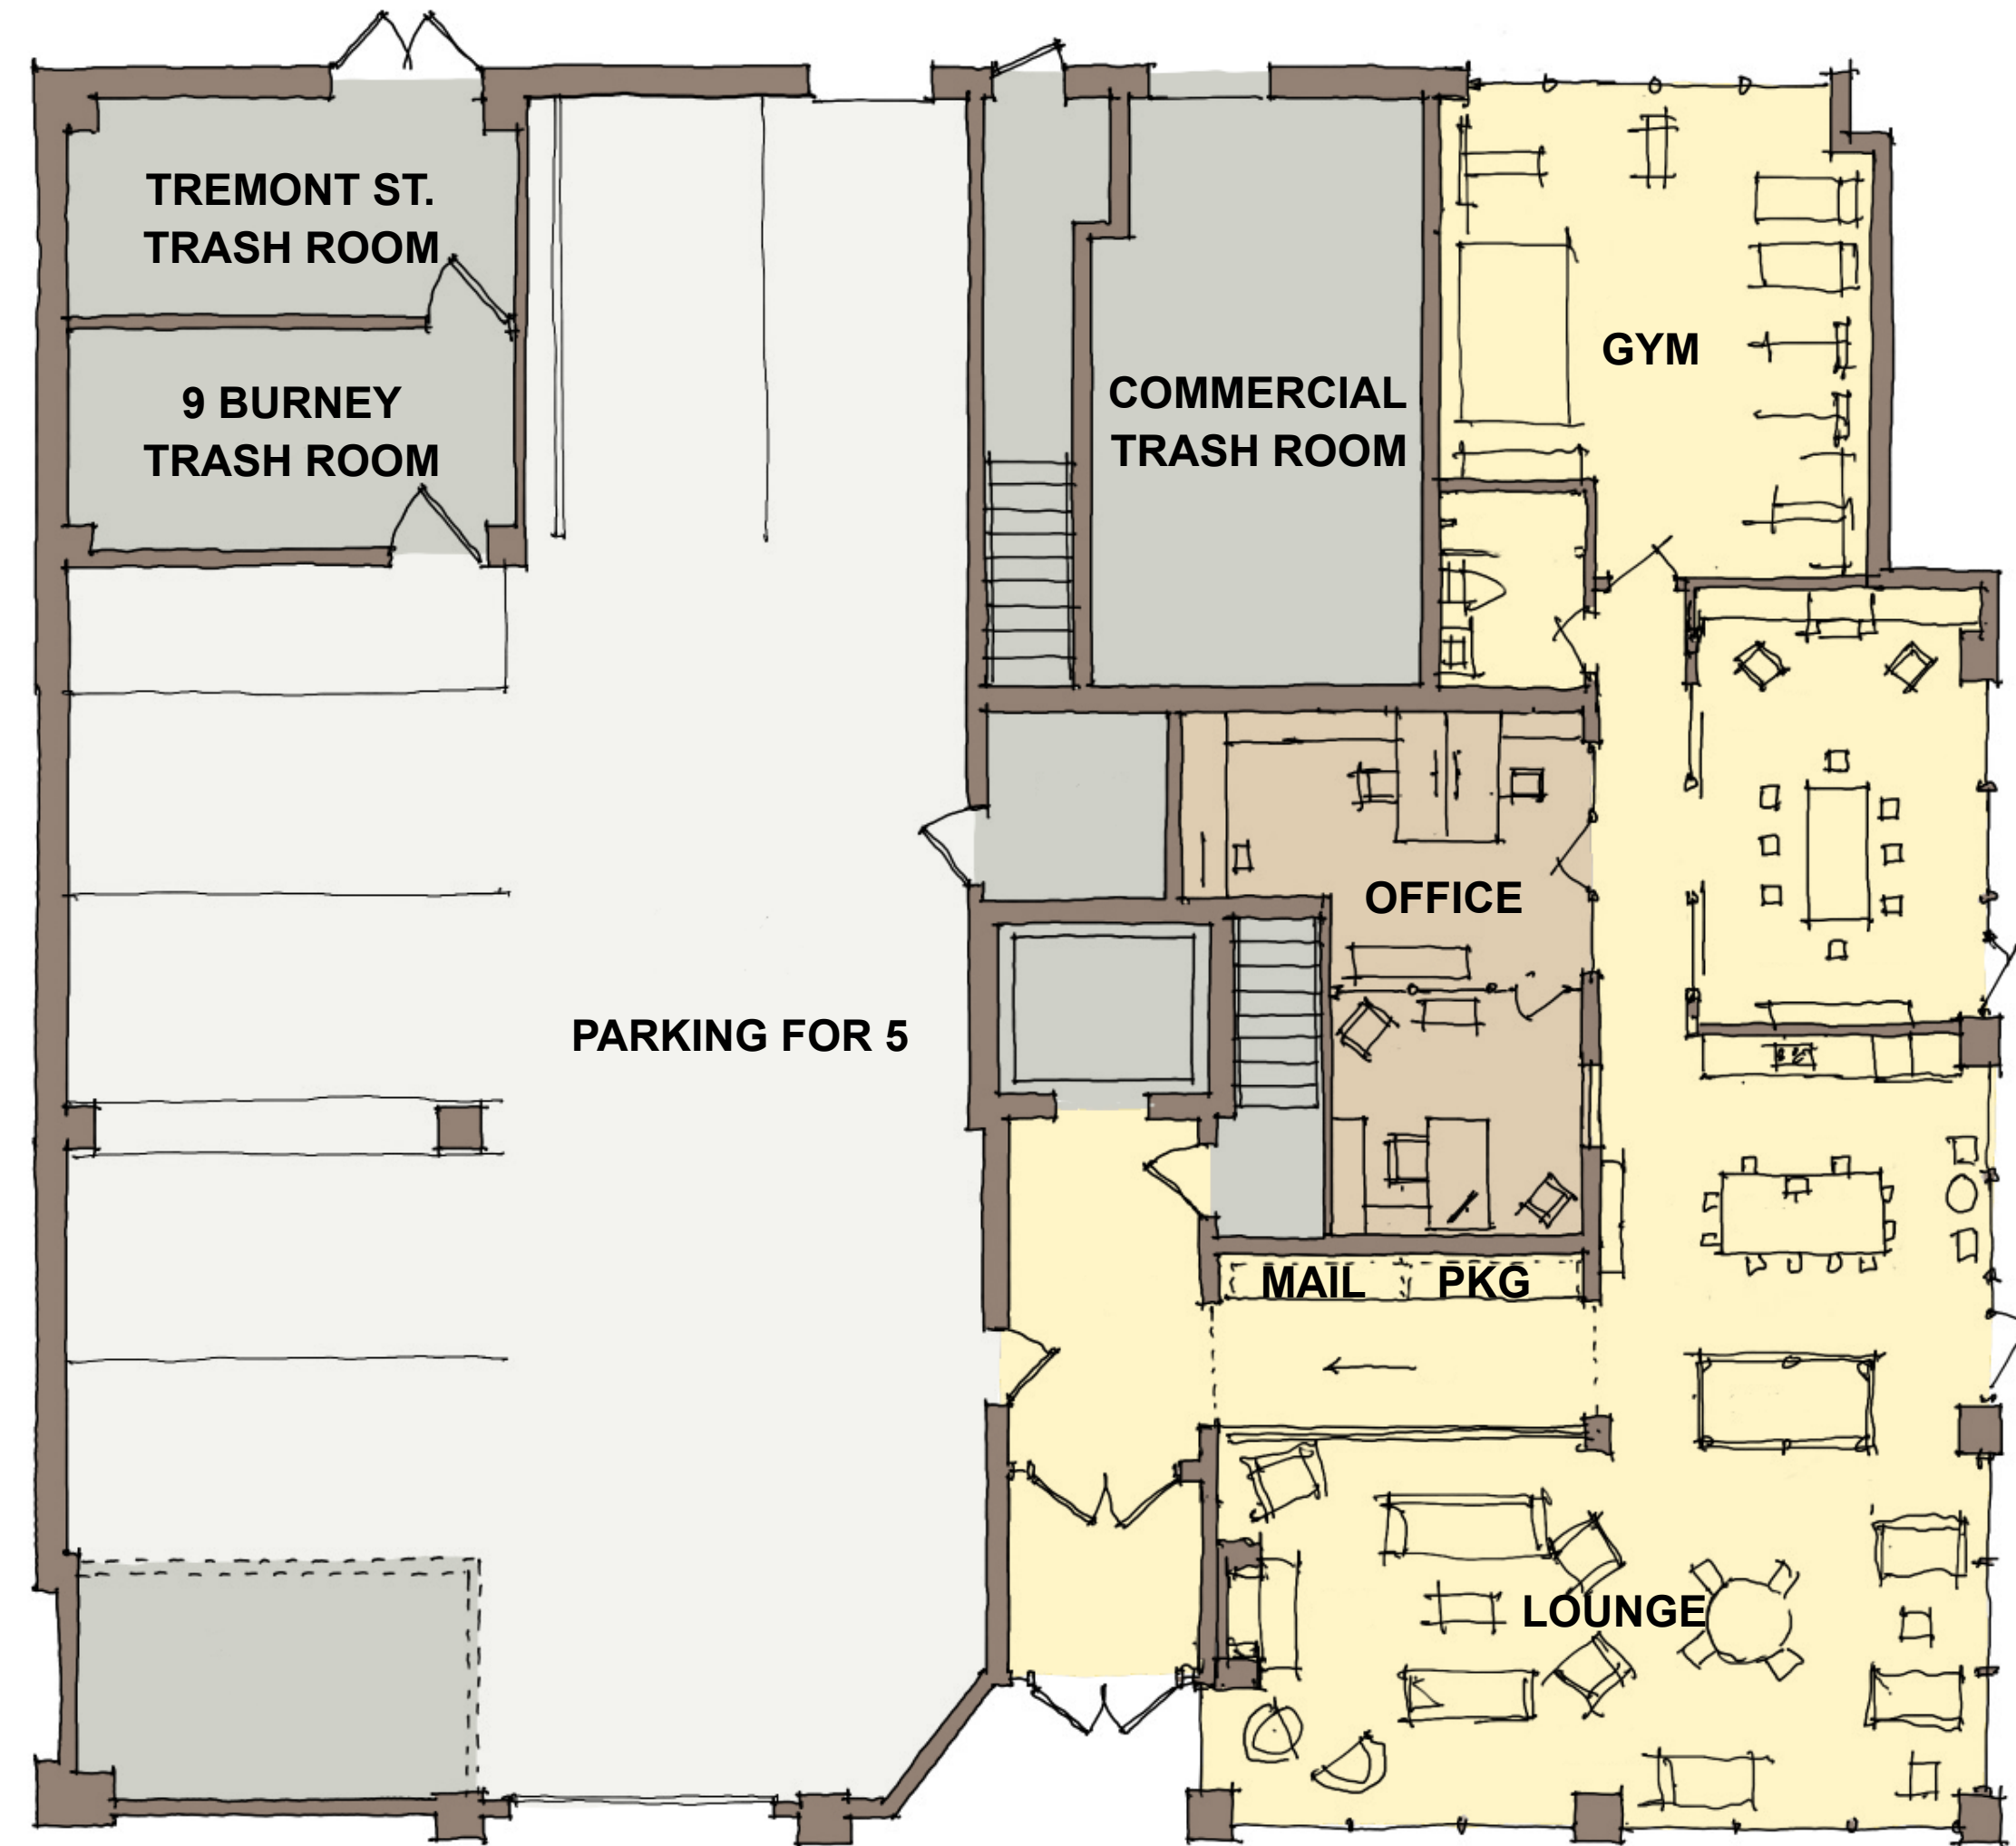 TREMONT ST.
TRASH ROOM
9 BURNEY
TRASH ROOM
COMMERCIAL
TRASH ROOM
GYM
OFFICE
PARKING FOR 5
MAIL
PKG
LOUNGE